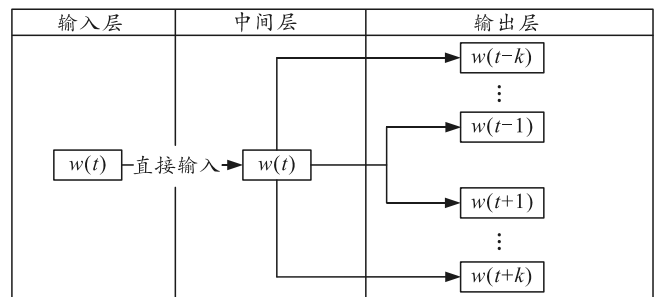 输入层 中间层 输出层
w(t−k)
⋮
w(t−1)
w(t) 直接输入 w(t)
w(t+1)
⋮
w(t+k)